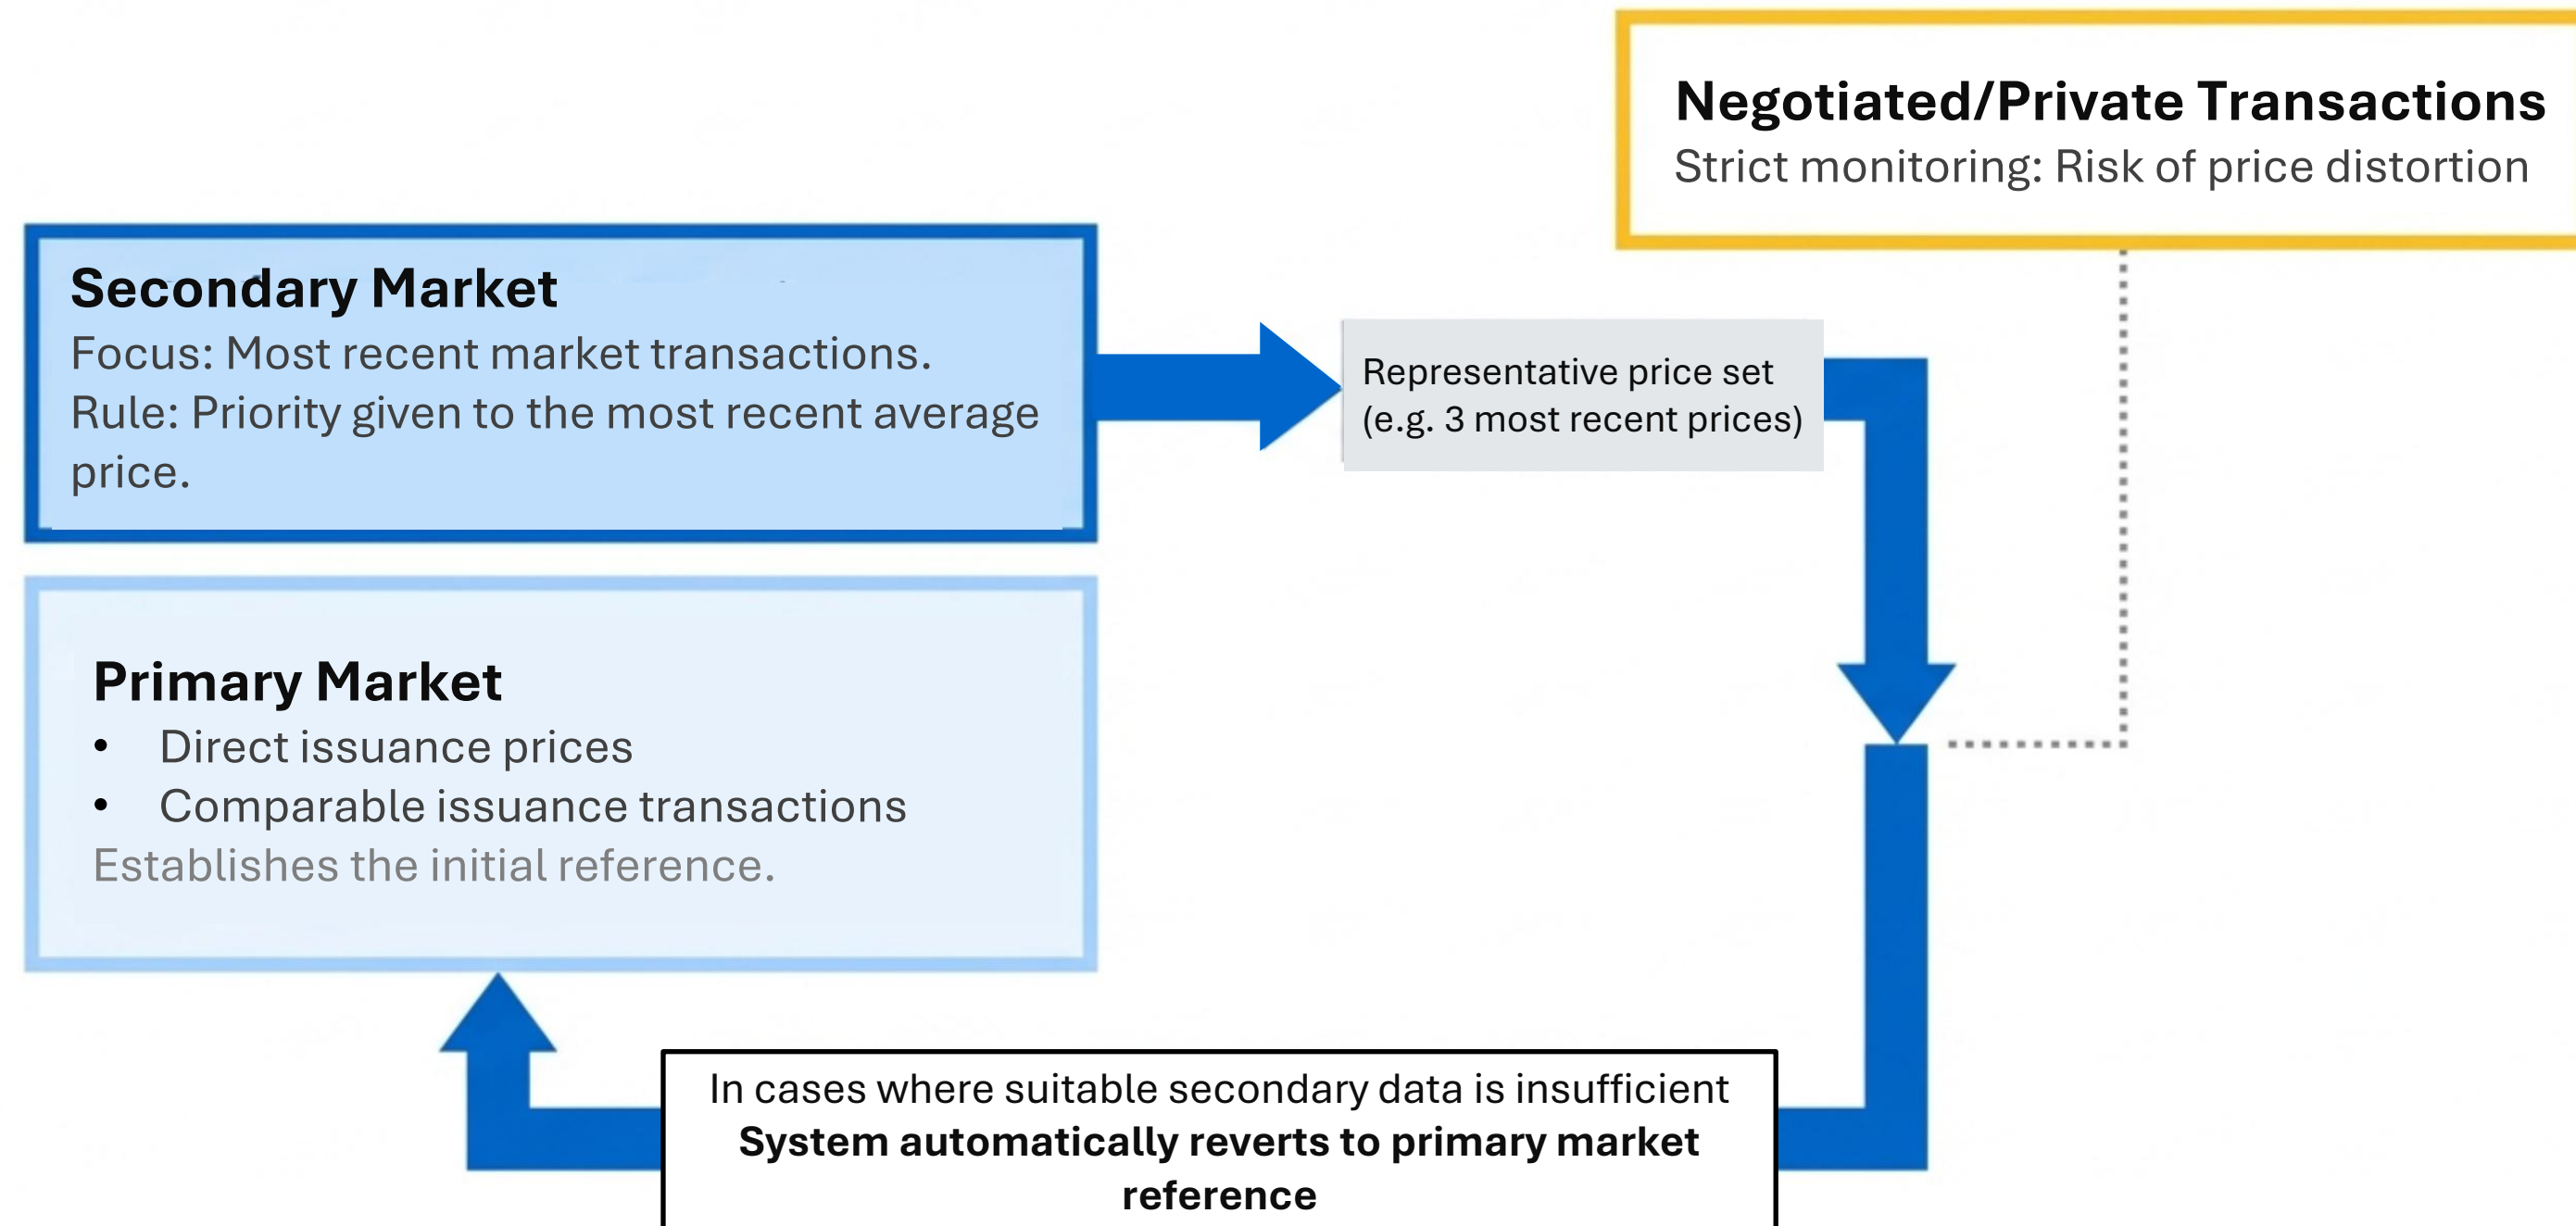 Negotiated/Private Transactions
Strict monitoring: Risk of price distortion
Secondary Market
Focus: Most recent market transactions.
Rule: Priority given to the most recent average
price.
Representative price set
(e.g. 3 most recent prices)
Primary Market
• Direct issuance prices
• Comparable issuance transactions
Establishes the initial reference.
In cases where suitable secondary data is insufficient
System automatically reverts to primary market
reference